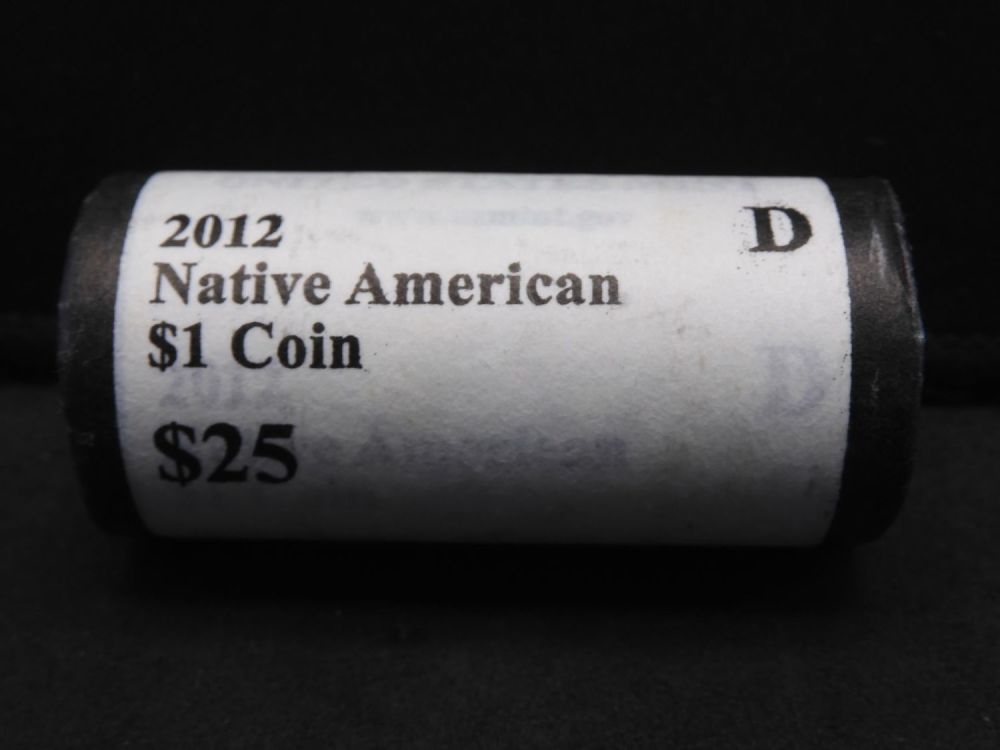 2012 D
Native American
$1 Coin
$25